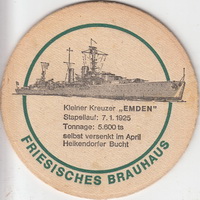 Kleiner Kreuzer „EMDEN"
Stapellauf: 7.1.1925
Tonnage: 5.600 ts
selbst versenkt im April
Heikendorfer Bucht
FRIESISCHES BRAUHAUS